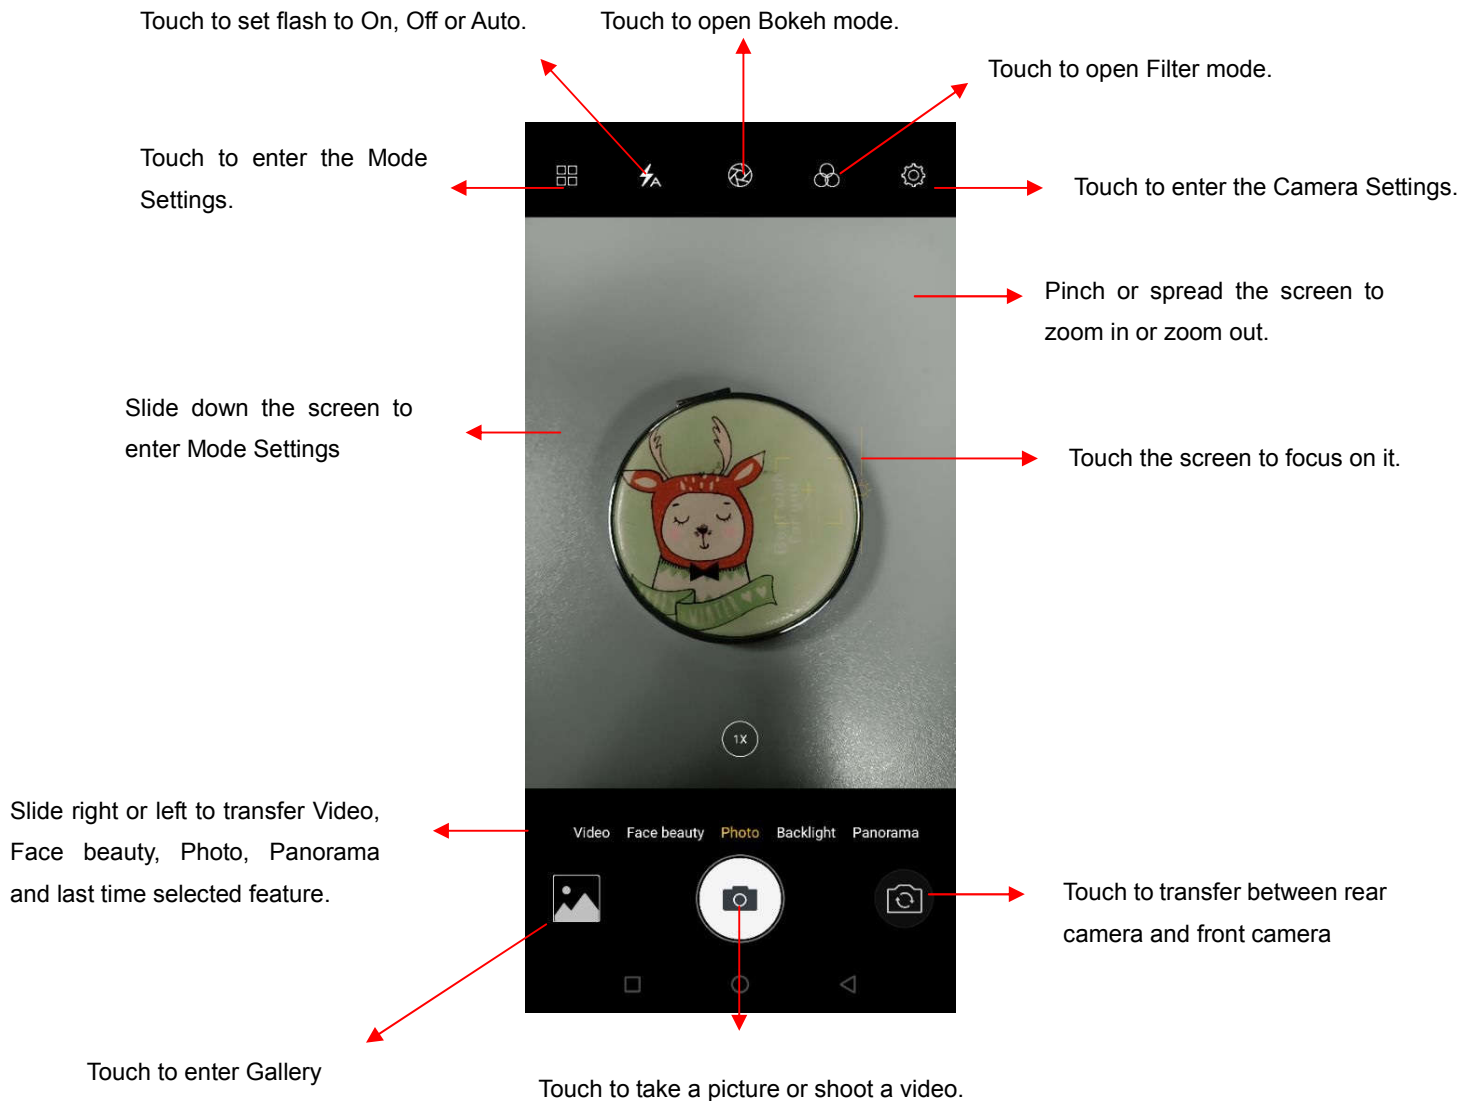 Touch to set flash to On, Off or Auto.
Touch to open Bokeh mode.
Touch to open Filter mode.
Touch to enter the Mode
Settings.
A
Touch to enter the Camera Settings.
Pinch or spread the screen to
zoom in or zoom out.
Slide down the screen to
enter Mode Settings
Touch the screen to focus on it.
1X
Slide right or left to transfer Video,
Face beauty, Photo, Panorama
and last time selected feature.
Video Face beauty Photo Backlight Panorama
Touch to transfer between rear
camera and front camera
Touch to enter Gallery
Touch to take a picture or shoot a video.